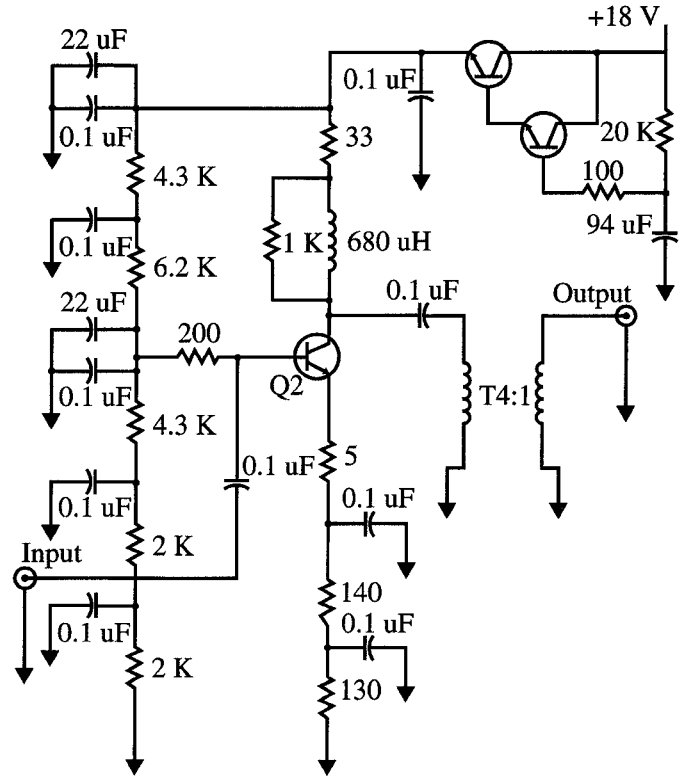 +18 V
22 uF
0.1 uF
0.1 uF
33
20 K
4.3 K
100
94 uF
0.1 uF
1 K
680 uH
6.2 K
22 uF
0.1 uF
Output
200
Q2
T4:1
0.1 uF
4.3 K
0.1 uF
5
0.1 uF
0.1 uF
Input
2 K
140
0.1 uF
0.1 uF
2 K
130